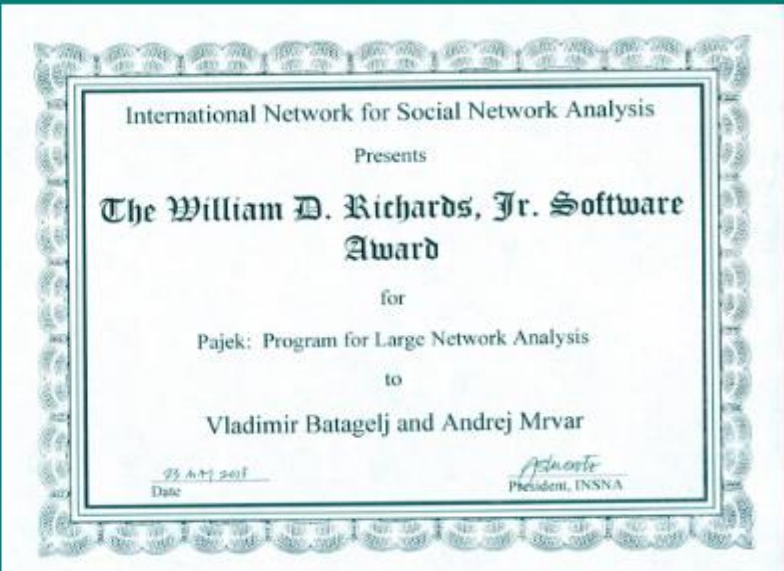 International Network for Social Network Analysis
Presents
The William D. Richards, Jr. Software
Award
for
Pajek: Program for Large Network Analysis
to
Vladimir Batagelj and Andrej Mrvar
23
Date
President, INSNA